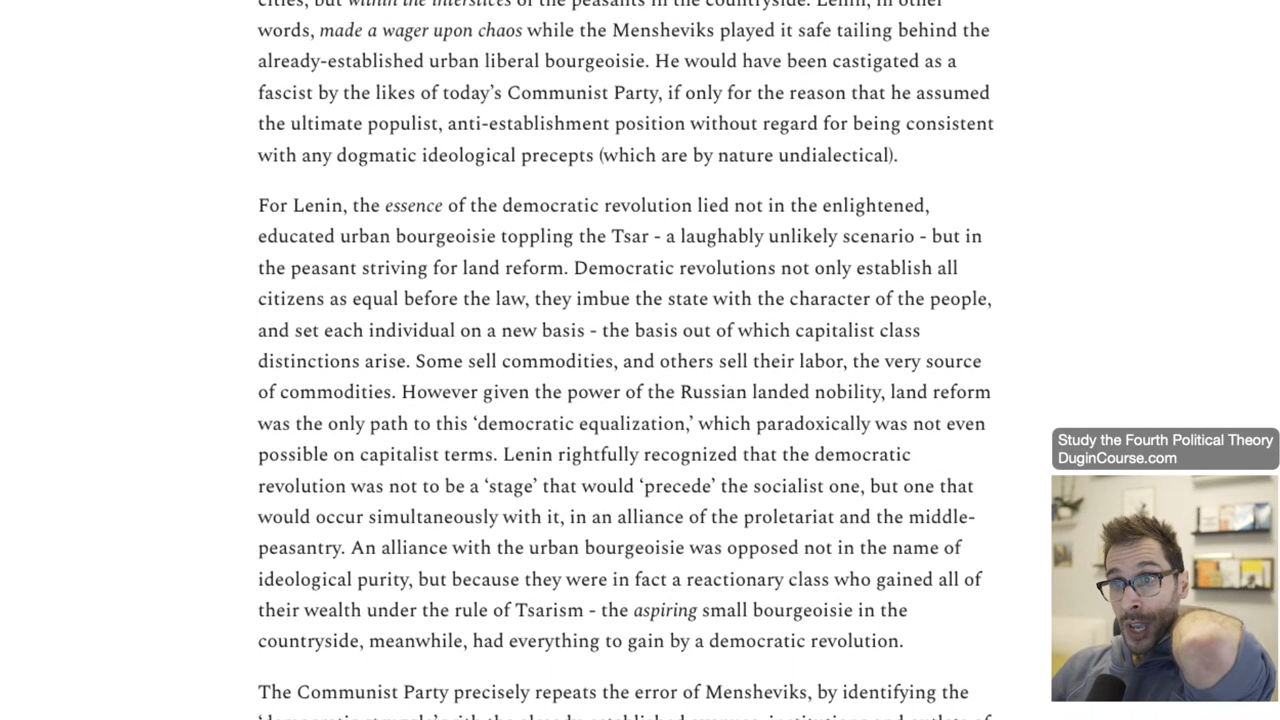 cities, but within the interstices of the peasants in the countryside. Lenin, in other
words, made a wager upon chaos while the Mensheviks played it safe tailing behind the
already-established urban liberal bourgeoisie. He would have been castigated as a
fascist by the likes of today’s Communist Party, if only for the reason that he assumed
the ultimate populist, anti-establishment position without regard for being consistent
with any dogmatic ideological precepts (which are by nature undialectical).
For Lenin, the essence of the democratic revolution lied not in the enlightened,
educated urban bourgeoisie toppling the Tsar - a laughably unlikely scenario - but in
the peasant striving for land reform. Democratic revolutions not only establish all
citizens as equal before the law, they imbue the state with the character of the people,
and set each individual on a new basis - the basis out of which capitalist class
distinctions arise. Some sell commodities, and others sell their labor, the very source
of commodities. However given the power of the Russian landed nobility, land reform
was the only path to this ‘democratic equalization,’ which paradoxically was not even
possible on capitalist terms. Lenin rightfully recognized that the democratic
revolution was not to be a ‘stage’ that would ‘precede’ the socialist one, but one that
would occur simultaneously with it, in an alliance of the proletariat and the middle-
peasantry. An alliance with the urban bourgeoisie was opposed not in the name of
ideological purity, but because they were in fact a reactionary class who gained all of
their wealth under the rule of Tsarism - the aspiring small bourgeoisie in the
countryside, meanwhile, had everything to gain by a democratic revolution.
The Communist Party precisely repeats the error of Mensheviks, by identifying the
Study the Fourth Political Theory
DuginCourse.com